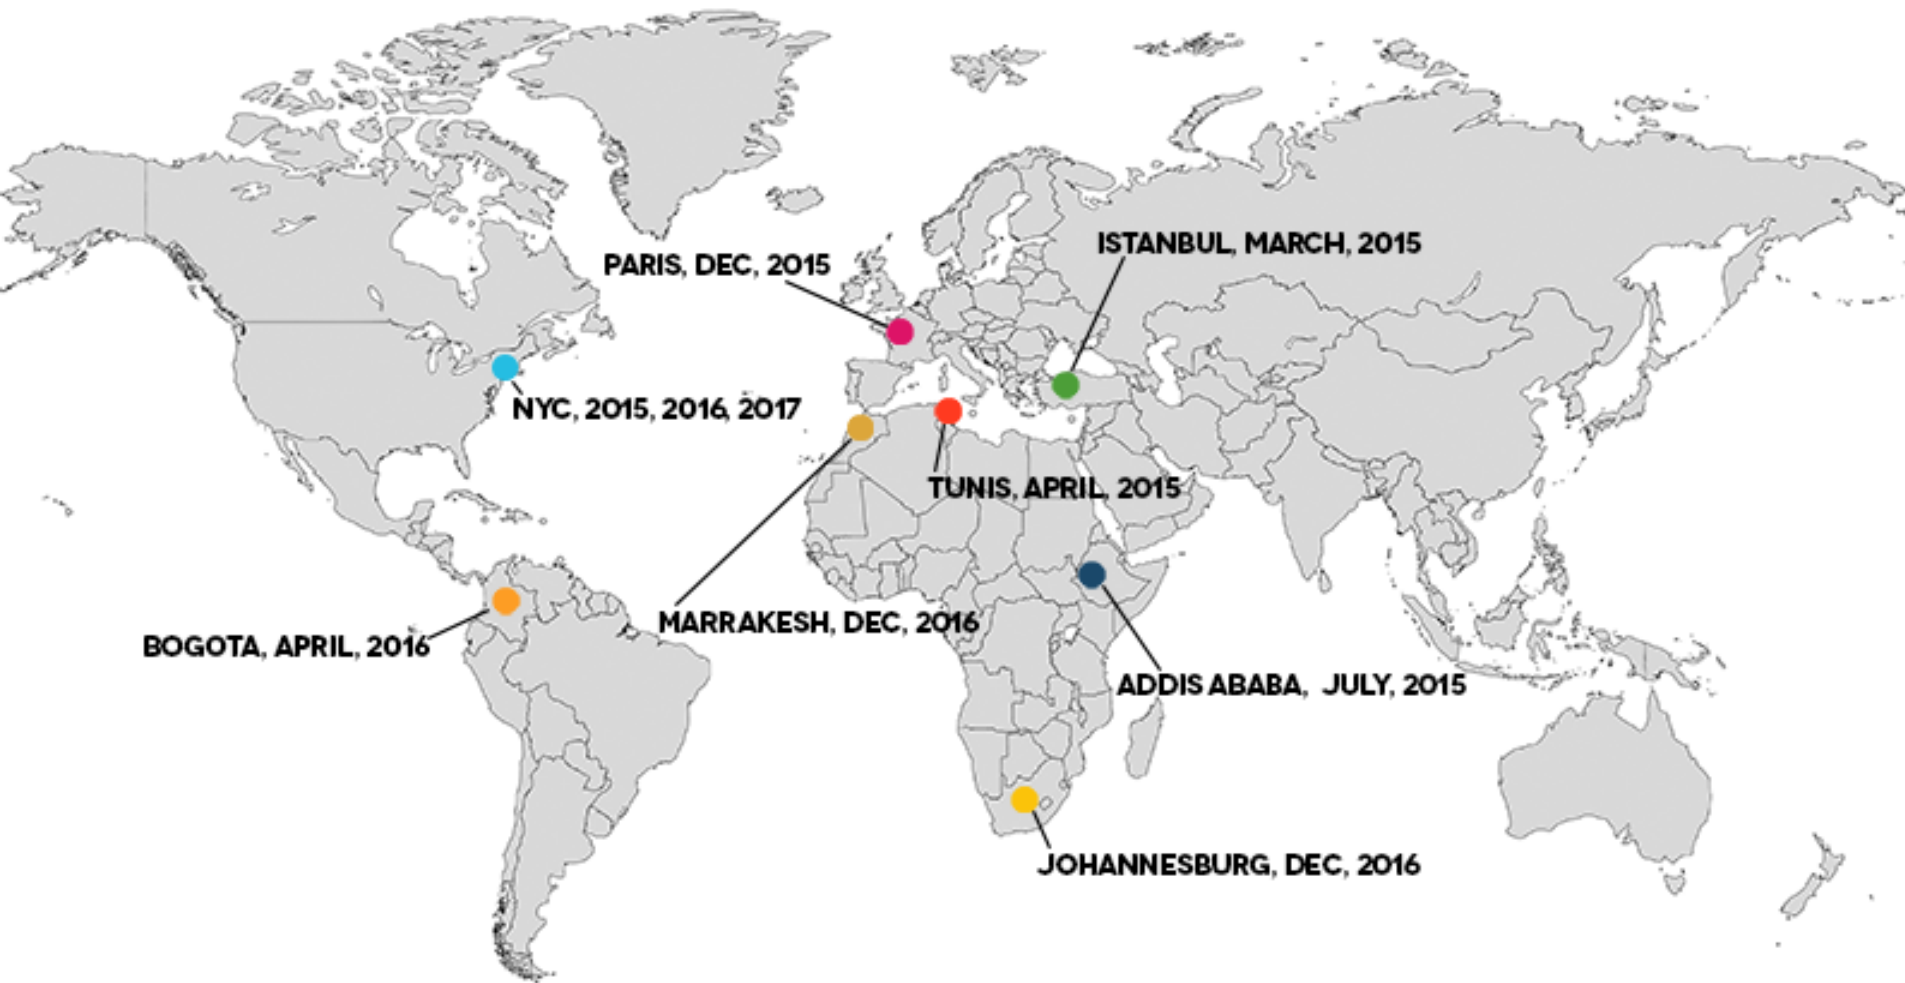 ISTANBUL, MARCH, 2015
PARIS, DEC, 2015
NYC, 2015, 2016, 2017
TUNIS, APRIL, 2015
MARRAKESH, DEC, 2016
BOGOTA, APRIL, 2016
ADDIS ABABA, JULY, 2015
JOHANNESBURG, DEC, 2016